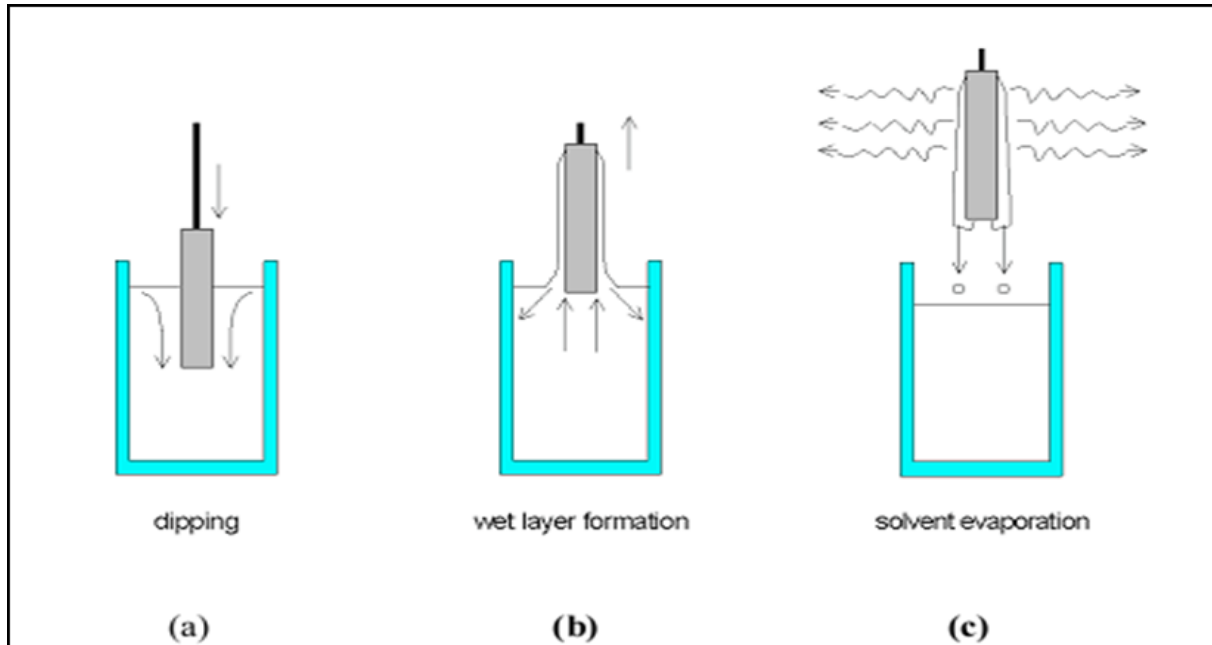 dipping
wet layer formation
solvent evaporation
(a)
(b)
(c)